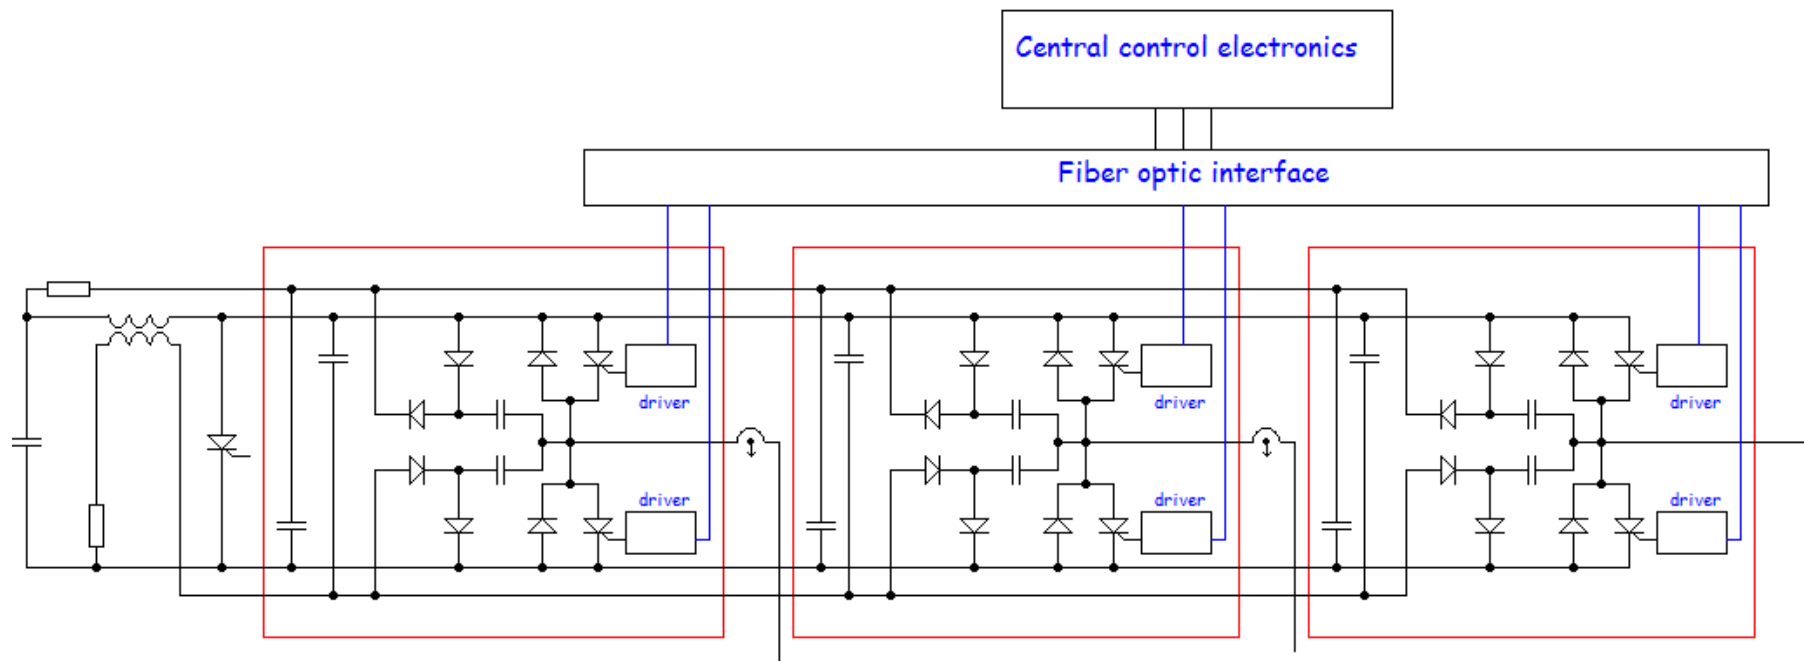 Central control electronics
Fiber optic interface
driver
driver
driver
driver
driver
driver